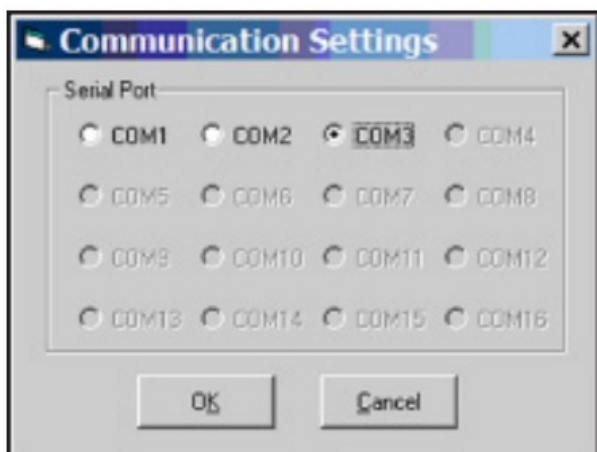 Communication Settings
Serial Port
COM1 COM2 COM3 COM4
COM5 COM6 COM7 COM8
COM9 COM10 COM11 COM12
COM13 COM14 COM15 COM16
OK Cancel